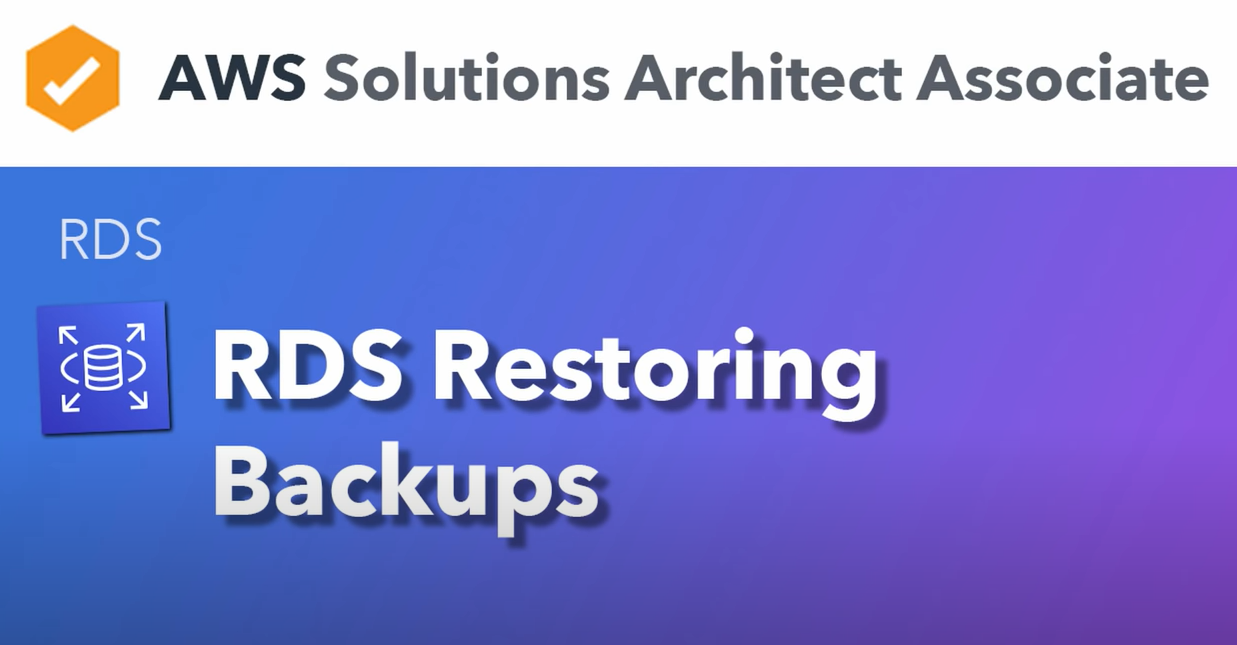 AWS Solutions Architect Associate
RDS
RDS Restoring
Backups